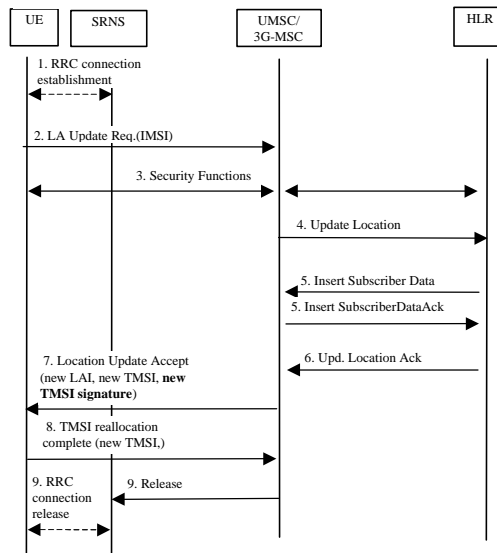 UE
SRNS
UMSC/
3G-MSC
HLR
1. RRC connection
establishment
2. LA Update Req.(IMSI)
3. Security Functions
4. Update Location
5. Insert Subscriber Data
5. Insert SubscriberDataAck
6. Upd. Location Ack
7. Location Update Accept
(new LAI, new TMSI, new
TMSI signature)
8. TMSI reallocation
complete (new TMSI,)
9. RRC
connection
release
9. Release